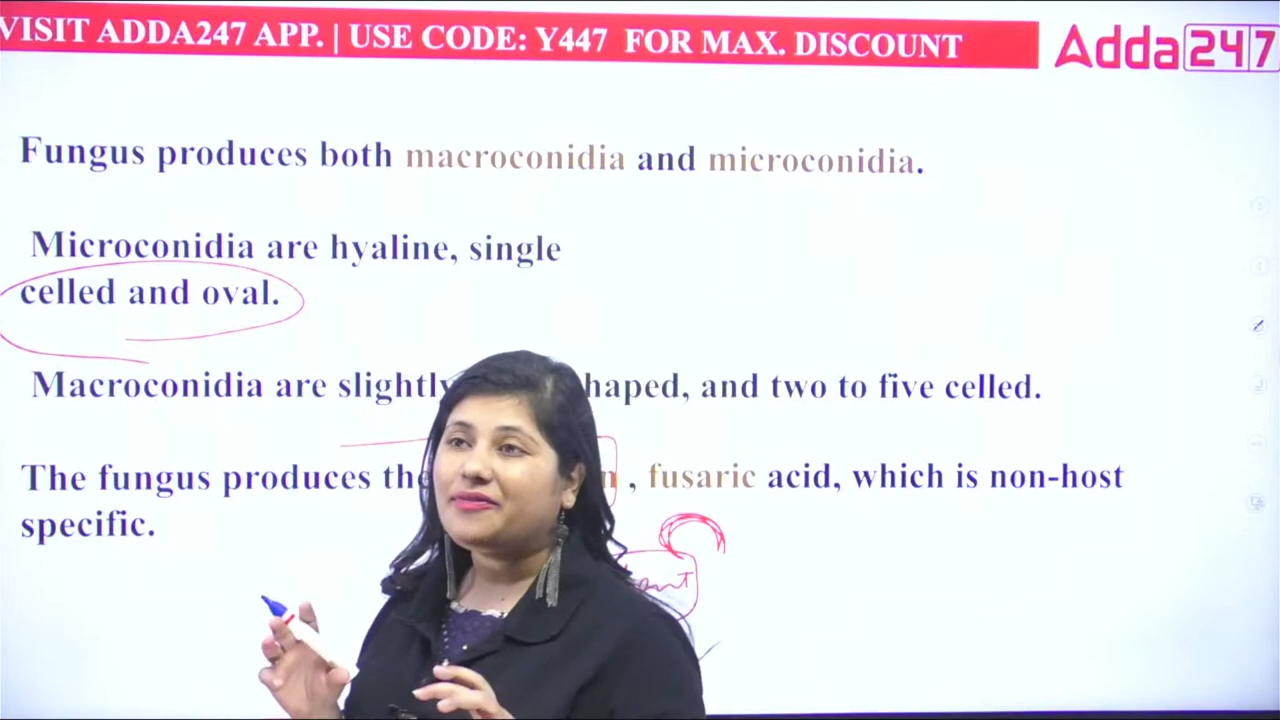 VISIT ADDA247 APP. | USE CODE: Y447 FOR MAX. DISCOUNT
Adda247
Fungus produces both macroconidia and microconidia.
Microconidia are hyaline, single
celled and oval.
Macroconidia are slightly haped, and two to five celled.
The fungus produces the n , fusaric acid, which is non-host
specific.